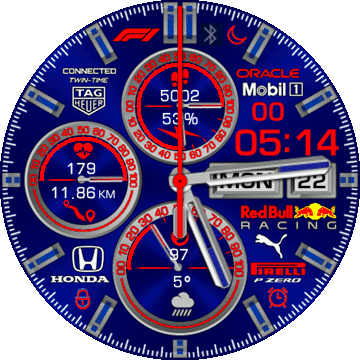 F1
CONNECTED
TWIN-TIME
TAG
HEUER
5002
53%
ORACLE
Mobil 1
00
05:14
179
11.86 KM
MON 22
Red Bull
RACING
HONDA
97
5°
PIRELLI
P ZERO